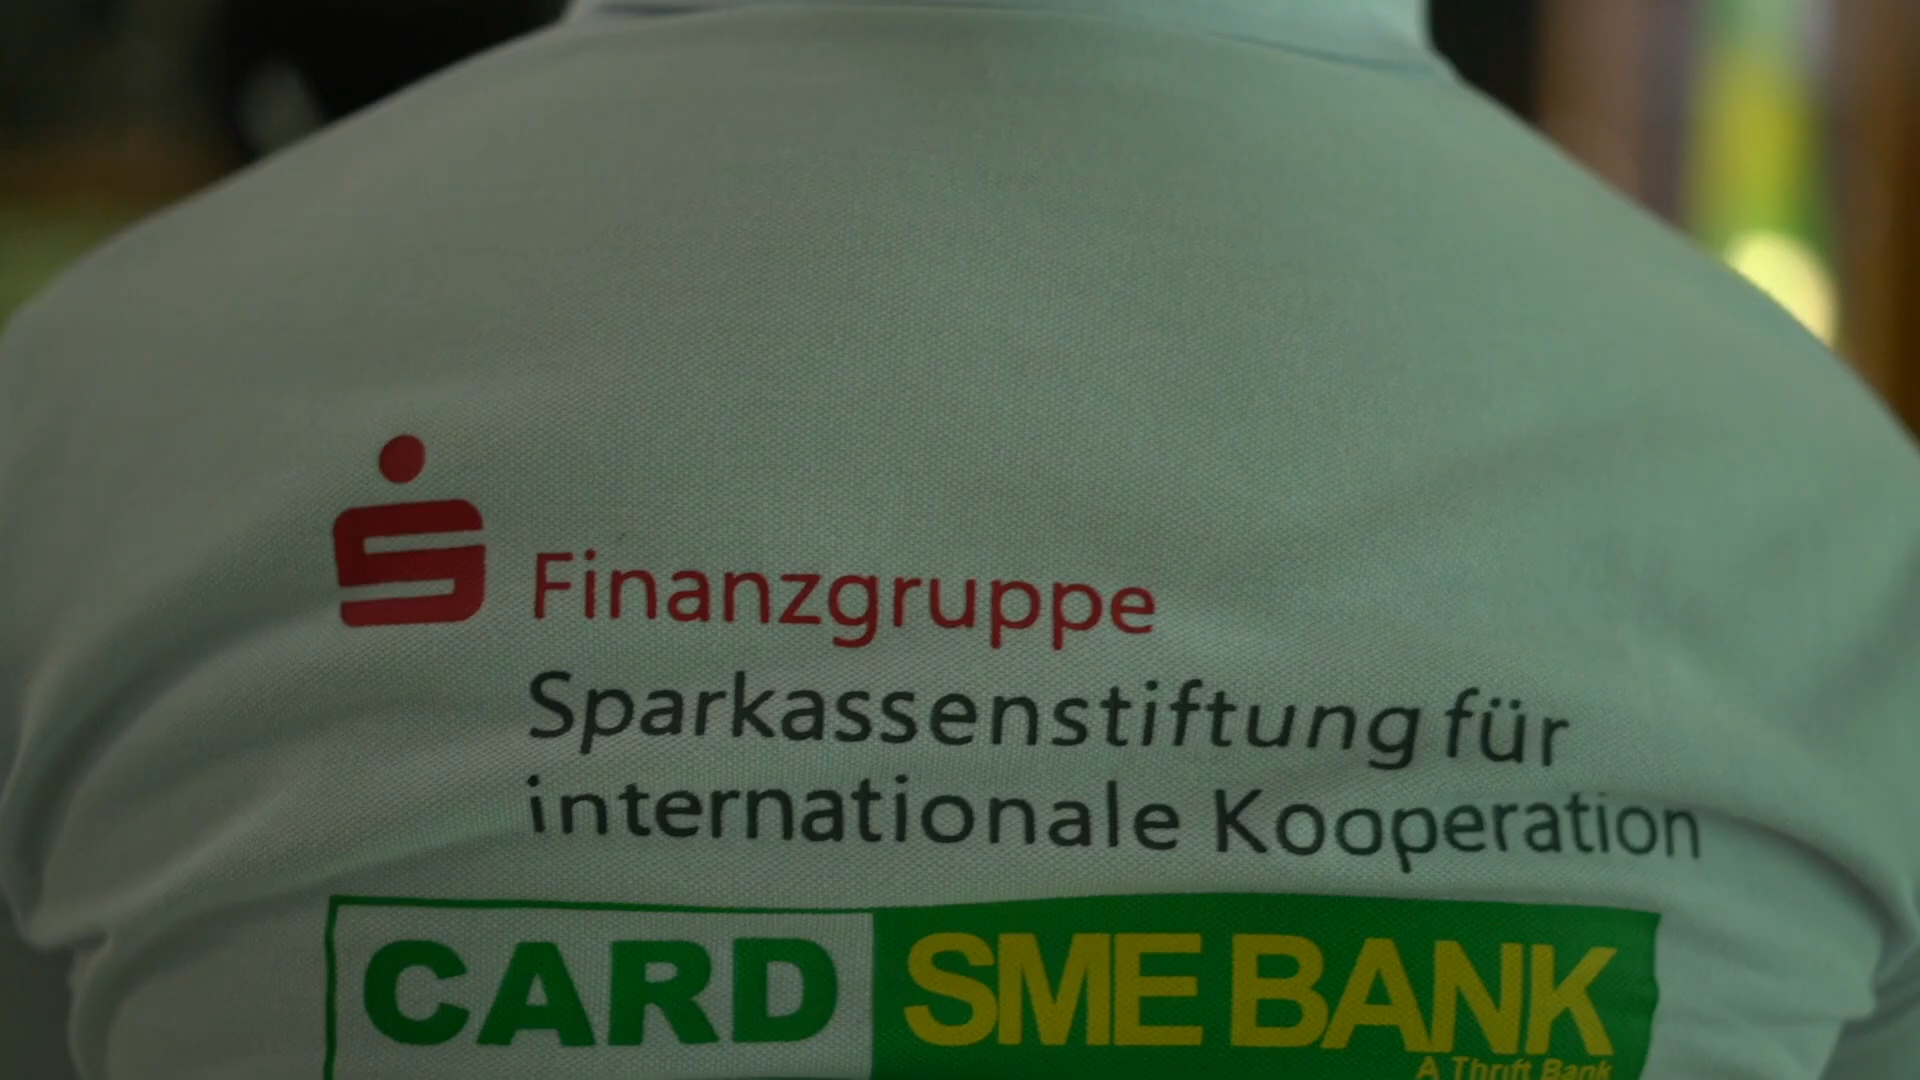 Finanzgruppe
Sparkassenstiftung für
internationale Kooperation
CARD SME BANK
A Thrift Bank